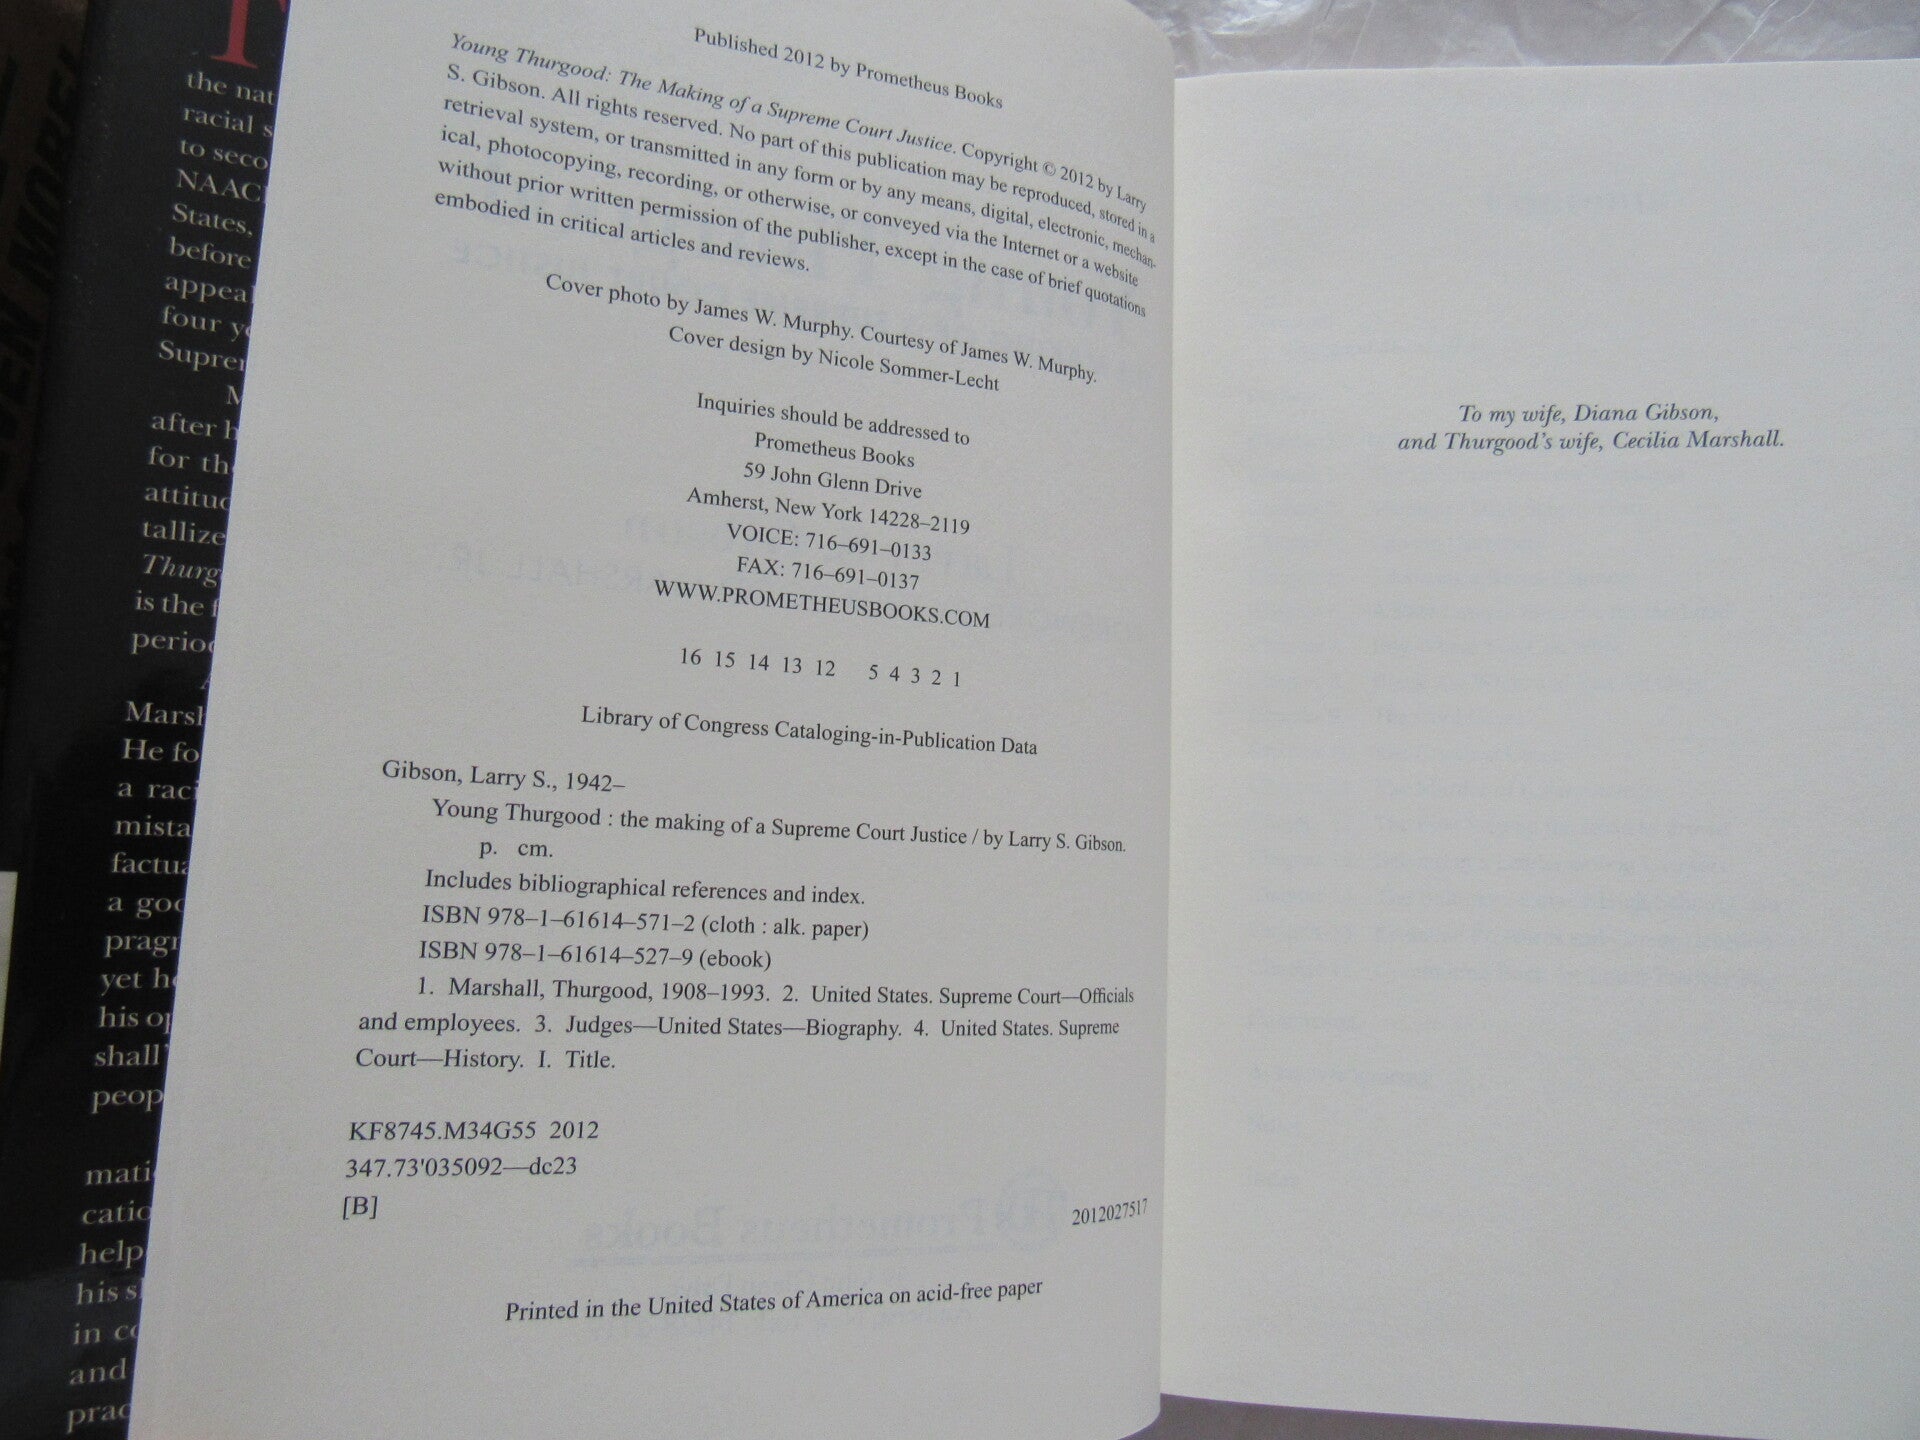 T
the nat
racial s
to seco
NAAC
States,
before
appeal
four y
Suprem
M
after h
for th
attitud
tallize
Thurg
is the f
period
A
Marsh
He fo
a raci
mista
factua
a goo
pragm
yet he
his op
shall'
peop
mati
catio
help
his s
in co
and
prac
Published 2012 by Prometheus Books
Young Thurgood: The Making of a Supreme Court Justice. Copyright © 2012 by Larry
S. Gibson. All rights reserved. No part of this publication may be reproduced, stored in a
retrieval system, or transmitted in any form or by any means, digital, electronic, mechan-
ical, photocopying, recording, or otherwise, or conveyed via the Internet or a website
without prior written permission of the publisher, except in the case of brief quotations
embodied in critical articles and reviews.
Cover photo by James W. Murphy. Courtesy of James W. Murphy.
Cover design by Nicole Sommer-Lecht
Inquiries should be addressed to
Prometheus Books
59 John Glenn Drive
Amherst, New York 14228–2119
VOICE: 716–691–0133
FAX: 716–691–0137
WWW.PROMETHEUSBOOKS.COM
16 15 14 13 12 5 4 3 2 1
Library of Congress Cataloging-in-Publication Data
Gibson, Larry S., 1942–
Young Thurgood : the making of a Supreme Court Justice / by Larry S. Gibson.
p. cm.
Includes bibliographical references and index.
ISBN 978–1–61614–571–2 (cloth : alk. paper)
ISBN 978–1–61614–527–9 (ebook)
1. Marshall, Thurgood, 1908–1993. 2. United States. Supreme Court—Officials
and employees. 3. Judges—United States—Biography. 4. United States. Supreme
Court—History. I. Title.
KF8745.M34G55 2012
347.73'035092—dc23
[B]
2012027517
Printed in the United States of America on acid-free paper
To my wife, Diana Gibson,
and Thurgood's wife, Cecilia Marshall.